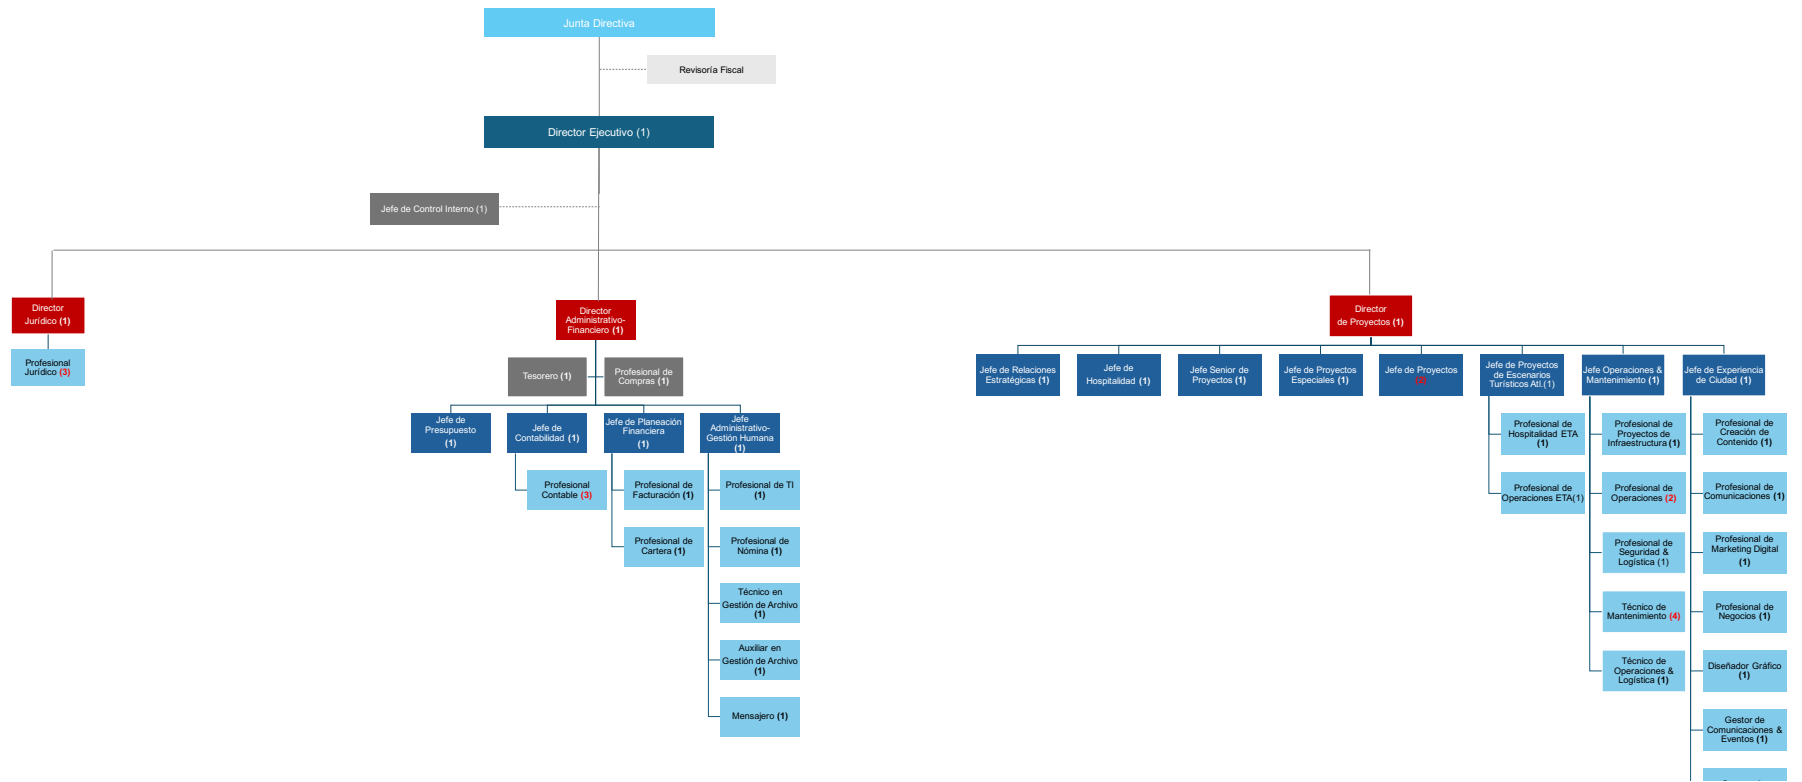 Junta Directiva
Revisoría Fiscal
Director Ejecutivo (1)
Jefe de Control Interno (1)
Director
Jurídico (1)
Profesional
Jurídico (3)
Director
Administrativo-
Financiero (1)
Tesorero (1)
Profesional de
Compras (1)
Jefe de
Presupuesto
(1)
Jefe de
Contabilidad (1)
Profesional
Contable (3)
Jefe de Planeación
Financiera
(1)
Profesional de
Facturación (1)
Profesional de
Cartera (1)
Jefe
Administrativo-
Gestión Humana
(1)
Profesional de TI
(1)
Profesional de
Nómina (1)
Técnico en
Gestión de Archivo
(1)
Auxiliar en
Gestión de Archivo
(1)
Mensajero (1)
Director
de Proyectos (1)
Jefe de Relaciones
Estratégicas (1)
Jefe de
Hospitalidad (1)
Jefe Senior de
Proyectos (1)
Jefe de Proyectos
Especiales (1)
Jefe de Proyectos
Jefe de Proyectos
de Escenarios
Turísticos Atl.(1)
Profesional de
Hospitalidad ETA
(1)
Profesional de
Operaciones ETA(1)
Jefe Operaciones &
Mantenimiento (1)
Profesional de
Proyectos de
Infraestructura (1)
Profesional de
Operaciones (2)
Profesional de
Seguridad &
Logística (1)
Técnico de
Mantenimiento (4)
Técnico de
Operaciones &
Logística (1)
Jefe de Experiencia
de Ciudad (1)
Profesional de
Creación de
Contenido (1)
Profesional de
Comunicaciones (1)
Profesional de
Marketing Digital
(1)
Profesional de
Negocios (1)
Diseñador Gráfico
(1)
Gestor de
Comunicaciones &
Eventos (1)